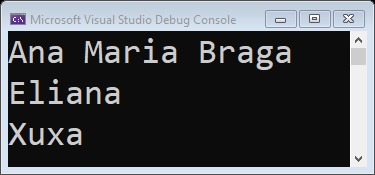 Microsoft Visual Studio Debug Console
Ana Maria Braga
Eliana
Xuxa